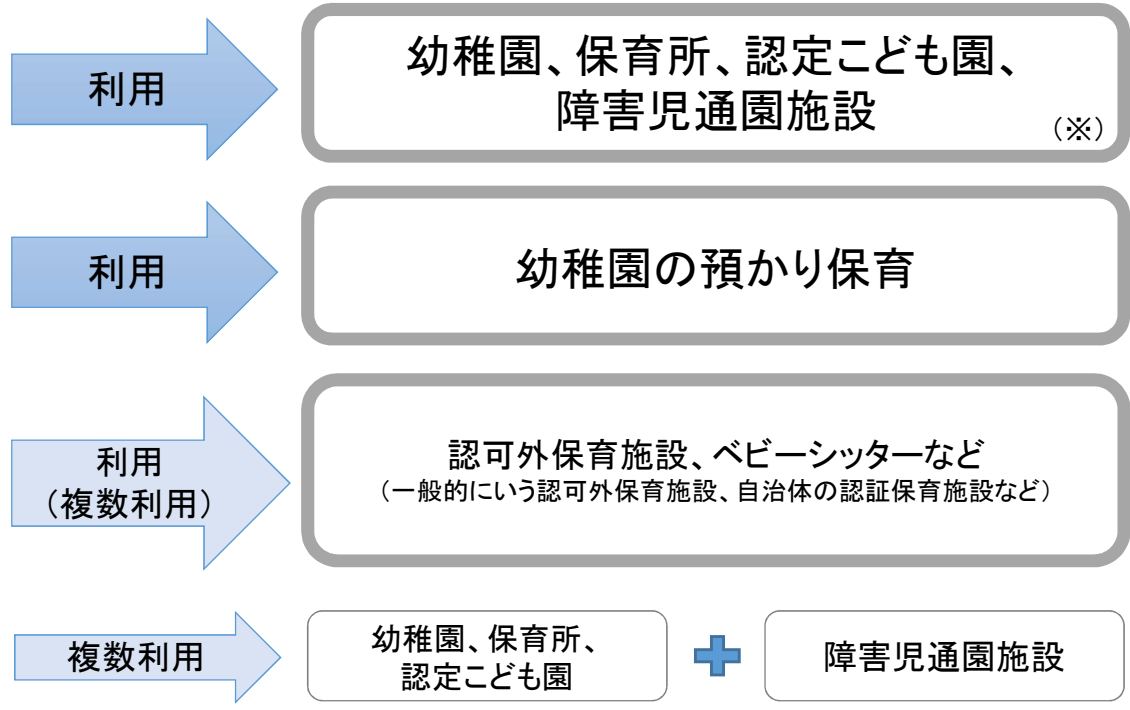 利用
幼稚園、保育所、認定こども園、
障害児通園施設
(※)
利用
幼稚園の預かり保育
利用
(複数利用)
認可外保育施設、ベビーシッターなど
(一般的にいう認可外保育施設、自治体の認証保育施設など)
複数利用
幼稚園、保育所、
認定こども園
障害児通園施設